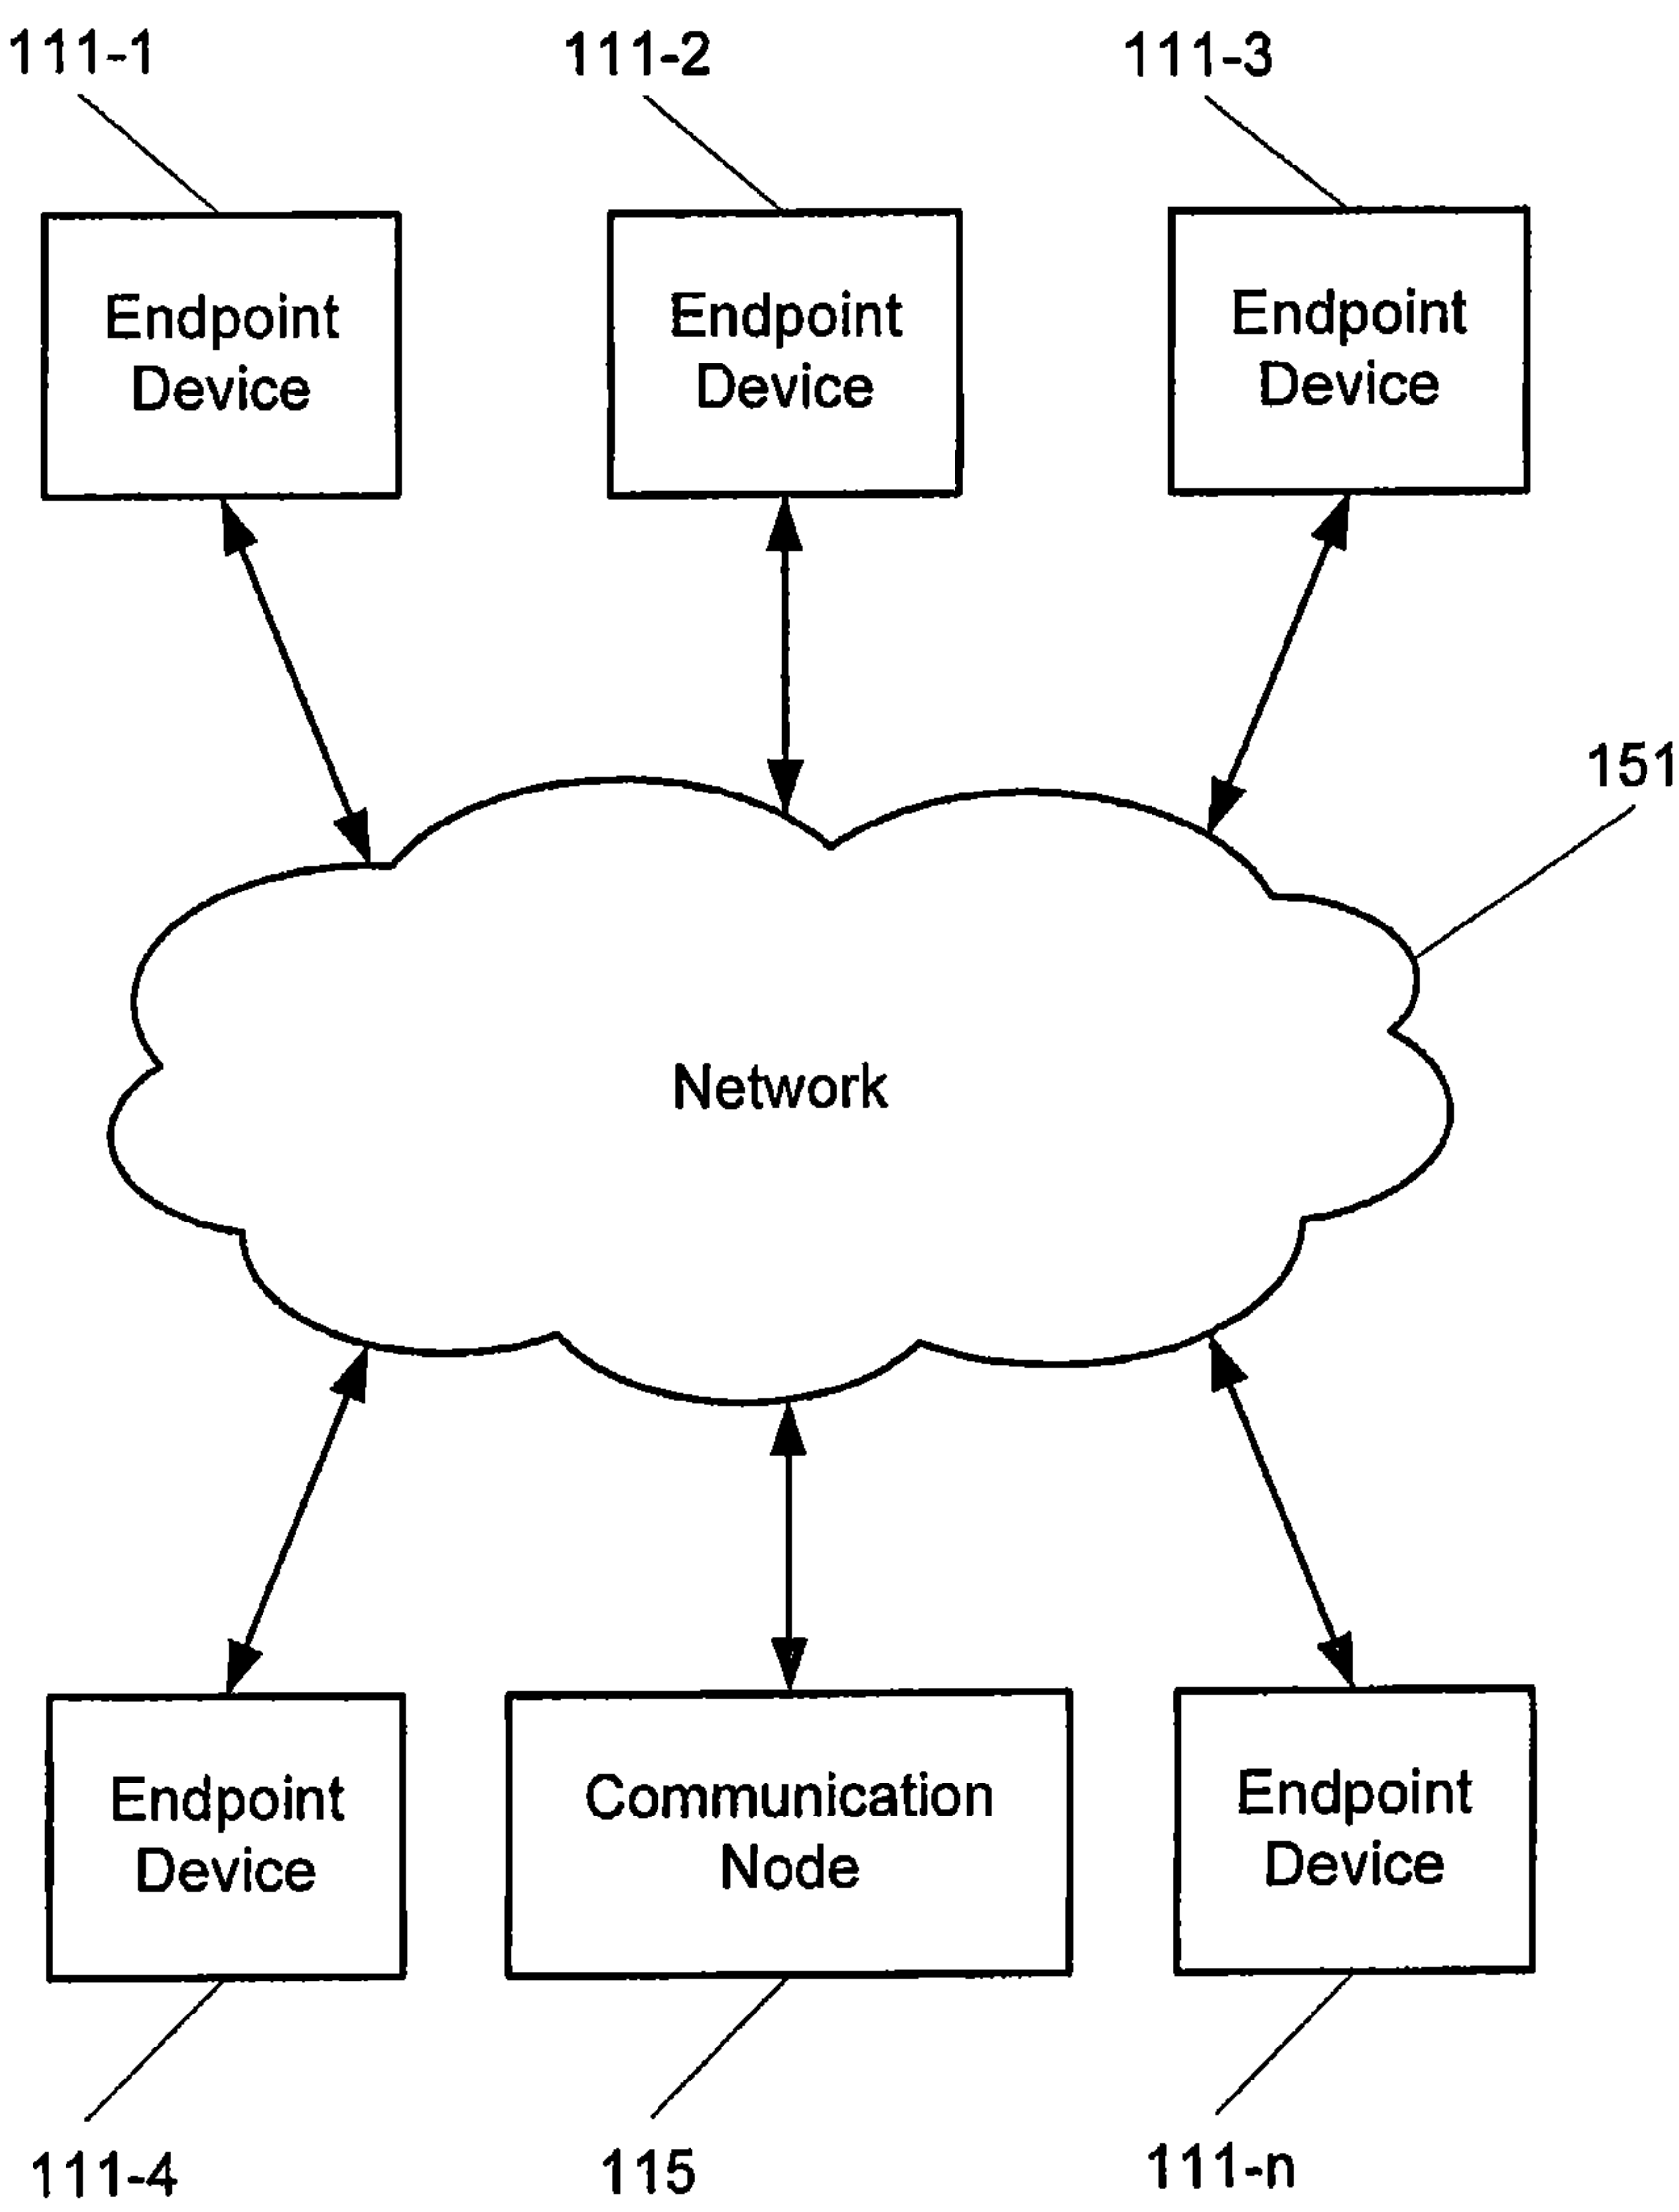 111-1
111-2
111-3
Endpoint
Device
Endpoint
Device
Endpoint
Device
151
Network
Endpoint
Device
Communication
Node
Endpoint
Device
111-4
115
111-n